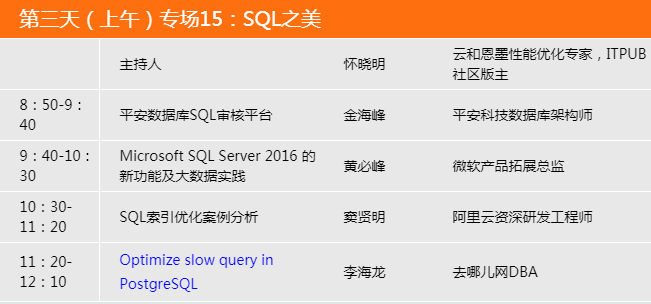 第三天（上午）专场15：SQL之美
主持人
怀晓明
云和恩墨性能优化专家，ITPUB
社区版主
8：50-9：
40
平安数据库SQL审核平台
金海峰
平安科技数据库架构师
9：40-10：
30
Microsoft SQL Server 2016 的
新功能及大数据实践
黄必峰
微软产品拓展总监
10：30-
11：20
SQL索引优化案例分析
窦贤明
阿里云资深研发工程师
11：20-
12：10
Optimize slow query in
PostgreSQL
李海龙
去哪儿网DBA